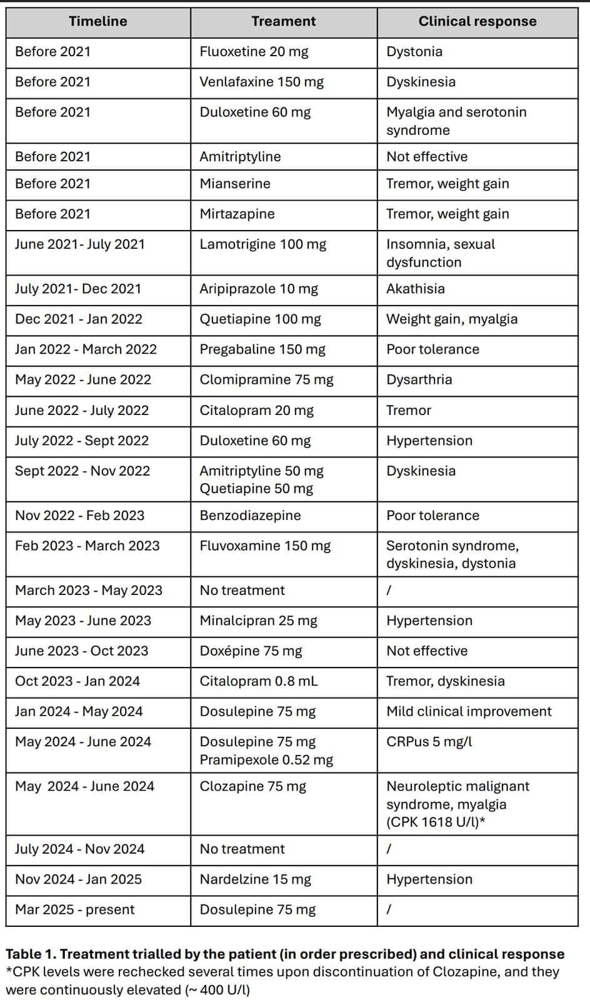 Timeline Treament Clinical response
Before 2021 Fluoxetine 20 mg Dystonia
Before 2021 Venlafaxine 150 mg Dyskinesia
Before 2021 Duloxetine 60 mg Myalgia and serotonin
syndrome
Before 2021 Amitriptyline Not effective
Before 2021 Mianserine Tremor, weight gain
Before 2021 Mirtazapine Tremor, weight gain
June 2021- July 2021 Lamotrigine 100 mg Insomnia, sexual
dysfunction
July 2021- Dec 2021 Aripiprazole 10 mg Akathisia
Dec 2021 - Jan 2022 Quetiapine 100 mg Weight gain, myalgia
Jan 2022 - March 2022 Pregabaline 150 mg Poor tolerance
May 2022 - June 2022 Clomipramine 75 mg Dysarthria
June 2022 - July 2022 Citalopram 20 mg Tremor
July 2022 - Sept 2022 Duloxetine 60 mg Hypertension
Sept 2022 - Nov 2022 Amitriptyline 50 mg Dyskinesia
Quetiapine 50 mg
Nov 2022 - Feb 2023 Benzodiazepine Poor tolerance
Feb 2023 - March 2023 Fluvoxamine 150 mg Serotonin syndrome,
dyskinesia, dystonia
March 2023 - May 2023 No treatment /
May 2023 - June 2023 Minalcipran 25 mg Hypertension
June 2023 - Oct 2023 Doxépine 75 mg Not effective
Oct 2023 - Jan 2024 Citalopram 0.8 mL Tremor, dyskinesia
Jan 2024 - May 2024 Dosulepine 75 mg Mild clinical improvement
May 2024 - June 2024 Dosulepine 75 mg CRPus 5 mg/l
Pramipexole 0.52 mg
May 2024 - June 2024 Clozapine 75 mg Neuroleptic malignant
syndrome, myalgia
(CPK 1618 U/l)*
July 2024 - Nov 2024 No treatment /
Nov 2024 - Jan 2025 Nardelzine 15 mg Hypertension
Mar 2025 - present Dosulepine 75 mg /
Table 1. Treatment trialled by the patient (in order prescribed) and clinical response
*CPK levels were rechecked several times upon discontinuation of Clozapine, and they
were continuously elevated (~ 400 U/l)